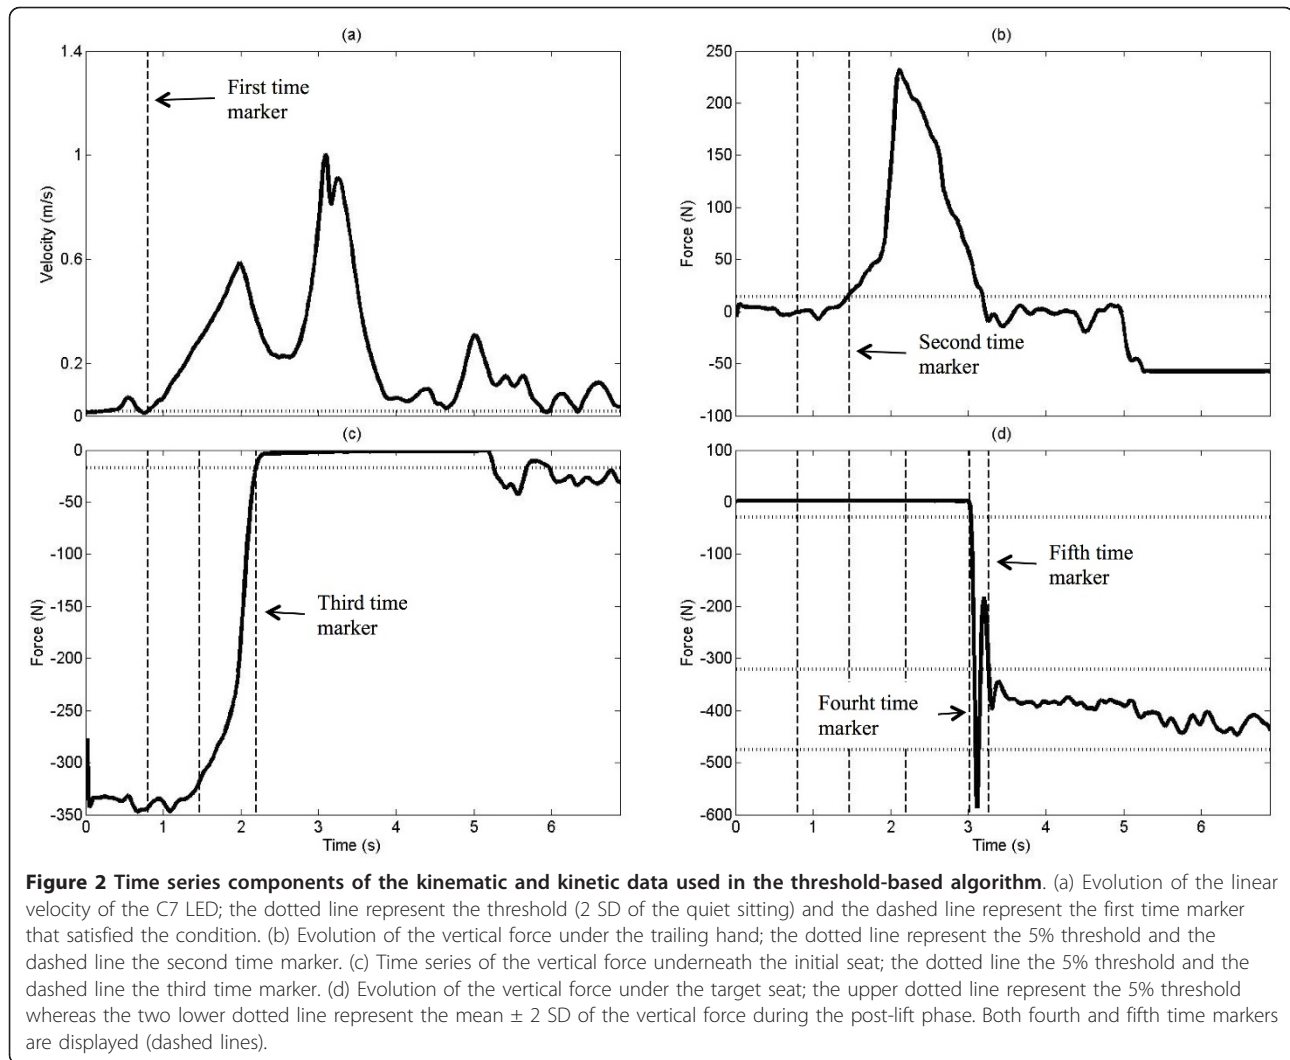 (a)
1.4
1
0.6
0.2
0
Velocity (m/s)
First time
marker
(b)
250
200
150
100
50
0
-50
-100
Force (N)
Second time
marker
(c)
0
-50
-100
-150
-200
-250
-300
-350
Force (N)
Third time
marker
0 1 2 3 4 5 6
Time (s)
(d)
100
0
-100
-200
-300
-400
-500
-600
Force (N)
Fifth time
marker
Fourht time
marker
0 1 2 3 4 5 6
Time (s)
Figure 2 Time series components of the kinematic and kinetic data used in the threshold-based algorithm. (a) Evolution of the linear
velocity of the C7 LED; the dotted line represent the threshold (2 SD of the quiet sitting) and the dashed line represent the first time marker
that satisfied the condition. (b) Evolution of the vertical force under the trailing hand; the dotted line represent the 5% threshold and the
dashed line the second time marker. (c) Time series of the vertical force underneath the initial seat; the dotted line the 5% threshold and the
dashed line the third time marker. (d) Evolution of the vertical force under the target seat; the upper dotted line represent the 5% threshold
whereas the two lower dotted line represent the mean ± 2 SD of the vertical force during the post-lift phase. Both fourth and fifth time markers
are displayed (dashed lines).